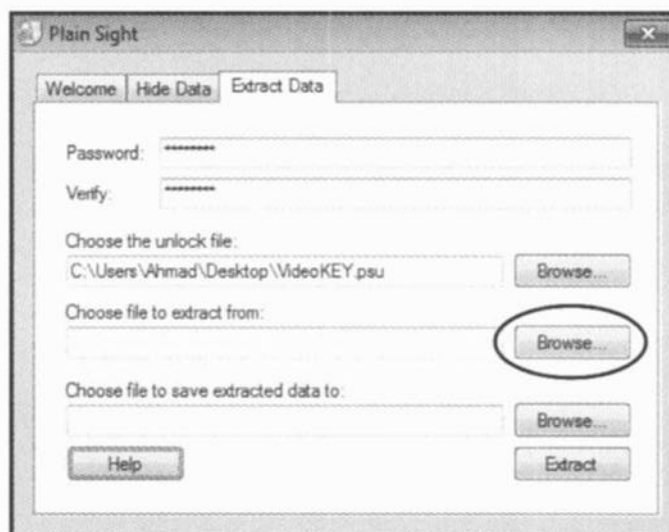 Plain Sight
Welcome Hide Data Extract Data
Password: ********
Verify: ********
Choose the unlock file:
C:\Users\Ahmad\Desktop\VideoKEY.psu Browse...
Choose file to extract from:
Browse...
Choose file to save extracted data to:
Browse...
Help Extract